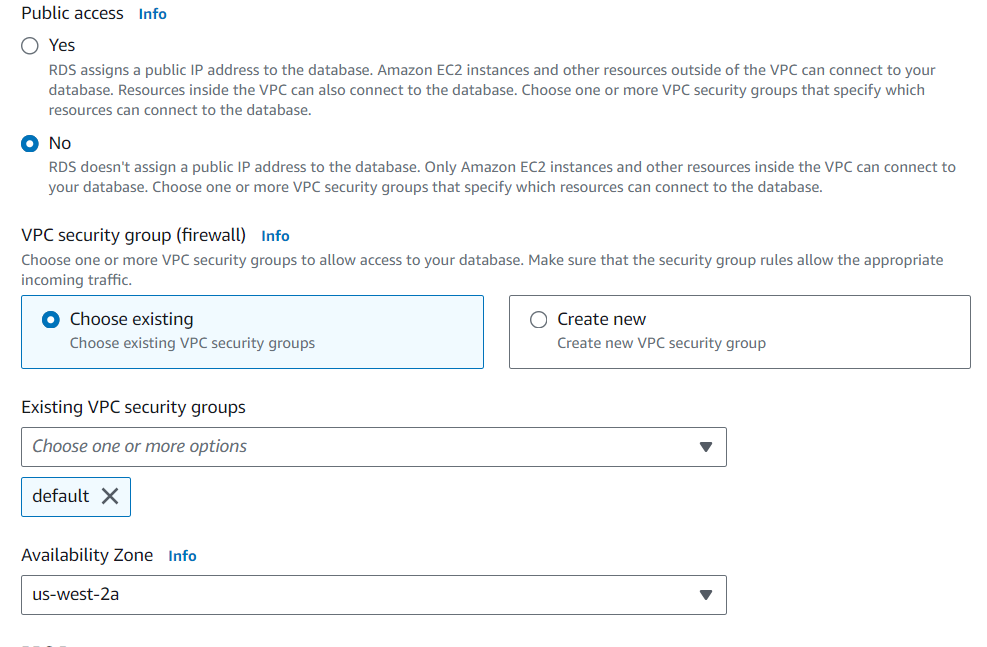 Public access Info
Yes
RDS assigns a public IP address to the database. Amazon EC2 instances and other resources outside of the VPC can connect to your
database. Resources inside the VPC can also connect to the database. Choose one or more VPC security groups that specify which
resources can connect to the database.
No
RDS doesn't assign a public IP address to the database. Only Amazon EC2 instances and other resources inside the VPC can connect to
your database. Choose one or more VPC security groups that specify which resources can connect to the database.
VPC security group (firewall) Info
Choose one or more VPC security groups to allow access to your database. Make sure that the security group rules allow the appropriate
incoming traffic.
Choose existing
Choose existing VPC security groups
Create new
Create new VPC security group
Existing VPC security groups
Choose one or more options
default
Availability Zone Info
us-west-2a